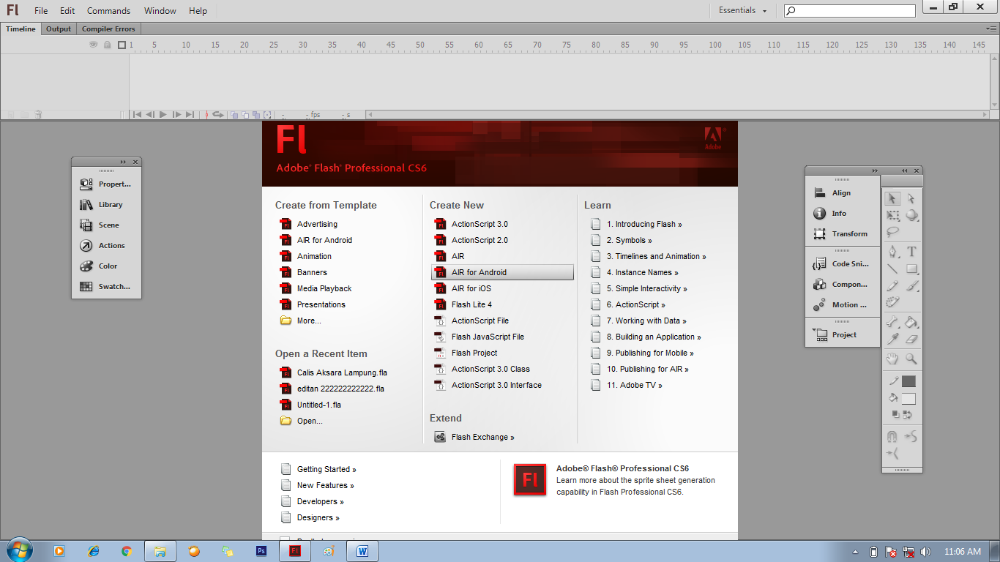 Fl File Edit Commands Window Help Essentials
Timeline Output Compiler Errors
1 5 10 15 20 25 30 35 40 45 50 55 60 65 70 75 80 85 90 95 100 105 110 115 120 125 130 135 140 145
- - fps - s
Fl
Adobe® Flash® Professional CS6
Adobe
Propert...
Library
Scene
Actions
Color
Swatch...
Create from Template
Advertising
AIR for Android
Animation
Banners
Media Playback
Presentations
More...
Open a Recent Item
Calis Aksara Lampung.fla
editan 222222222222.fla
Untitled-1.fla
Open...
Create New
ActionScript 3.0
ActionScript 2.0
AIR
AIR for Android
AIR for iOS
Flash Lite 4
ActionScript File
Flash JavaScript File
Flash Project
ActionScript 3.0 Class
ActionScript 3.0 Interface
Extend
Flash Exchange »
Learn
1. Introducing Flash »
2. Symbols »
3. Timelines and Animation »
4. Instance Names »
5. Simple Interactivity »
6. ActionScript »
7. Working with Data »
8. Building an Application »
9. Publishing for Mobile »
10. Publishing for AIR »
11. Adobe TV »
Getting Started »
New Features »
Developers »
Designers »
Fl
Adobe® Flash® Professional CS6
Learn more about the sprite sheet generation
capability in Flash Professional CS6.
Align
Info
Transform
Code Sni...
Compon...
Motion ...
Project
T
Ps
Fl
W
11:06 AM